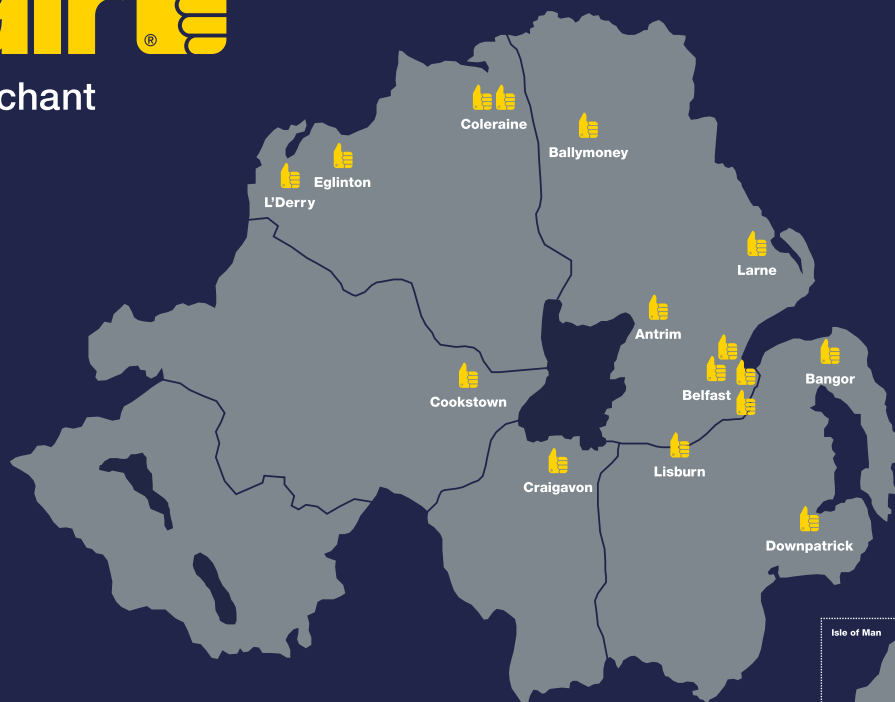 ®
chant
Coleraine
Ballymoney
Eglinton
L'Derry
Larne
Antrim
Bangor
Belfast
Cookstown
Lisburn
Craigavon
Downpatrick
Isle of Man